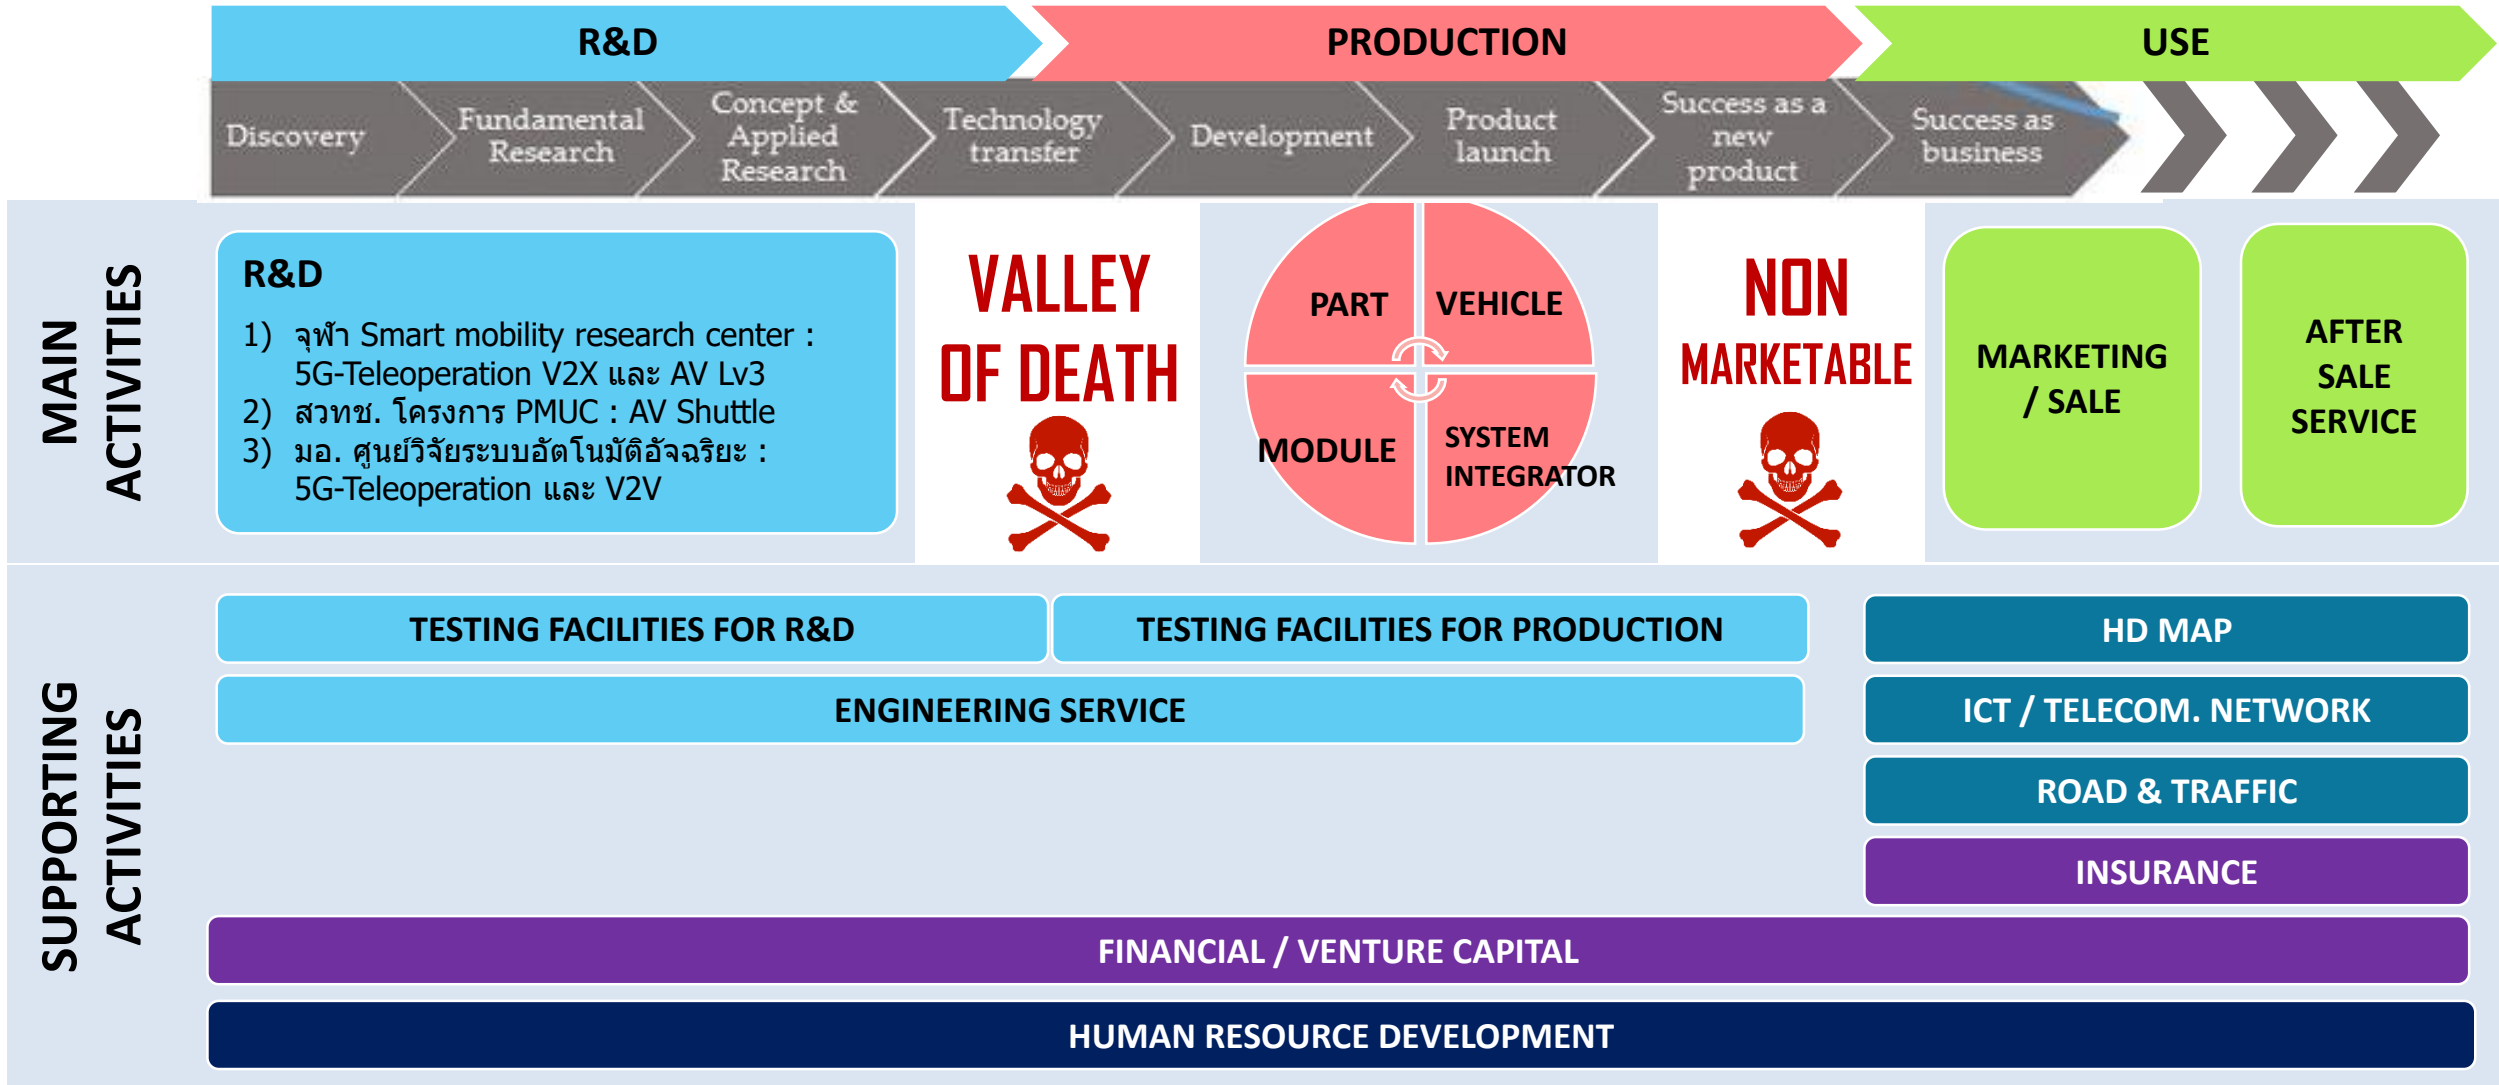 R&D
PRODUCTION
USE
Discovery
Fundamental
Research
Concept &
Applied
Research
Technology
transfer
Development
Product
launch
Success as a
new
product
Success as
business
MAIN
ACTIVITIES
R&D
1) จุฬา Smart mobility research center :
5G-Teleoperation V2X และ AV Lv3
2) สวทช. โครงการ PMUC : AV Shuttle
3) มอ. ศูนย์วิจัยระบบอัตโนมัติอัจฉริยะ :
5G-Teleoperation และ V2V
VALLEY
OF DEATH
PART
VEHICLE
MODULE
SYSTEM
INTEGRATOR
NON
MARKETABLE
MARKETING
/ SALE
AFTER
SALE
SERVICE
SUPPORTING
ACTIVITIES
TESTING FACILITIES FOR R&D
TESTING FACILITIES FOR PRODUCTION
HD MAP
ENGINEERING SERVICE
ICT / TELECOM. NETWORK
ROAD & TRAFFIC
INSURANCE
FINANCIAL / VENTURE CAPITAL
HUMAN RESOURCE DEVELOPMENT